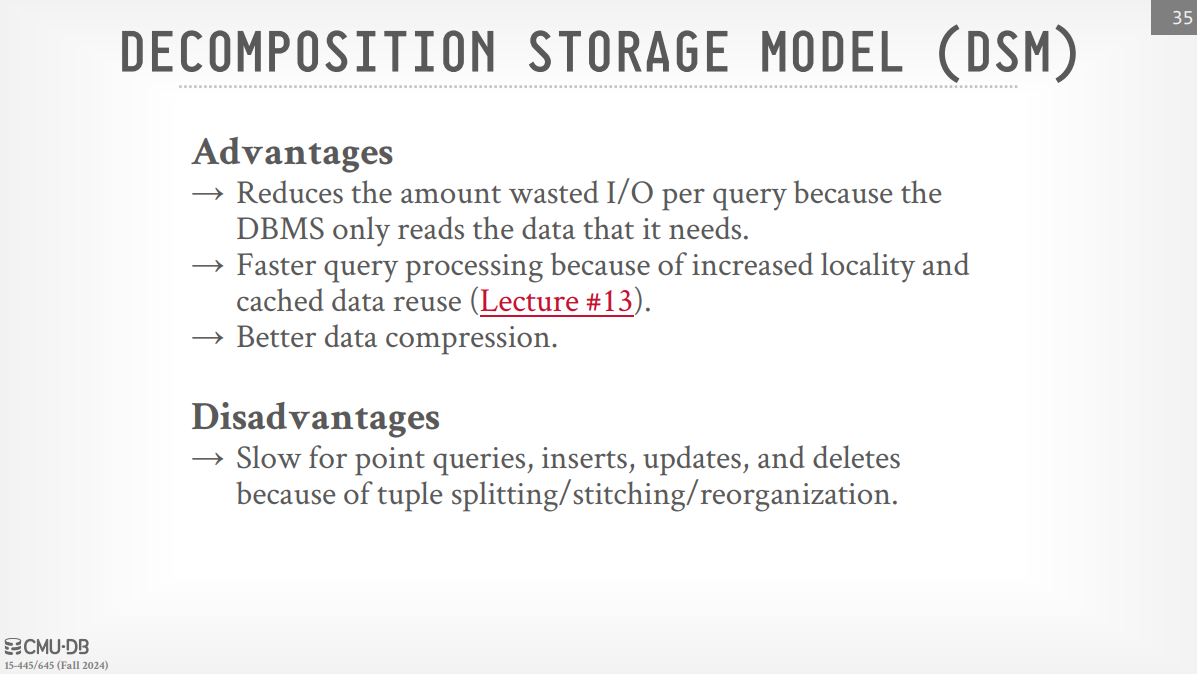 35
DECOMPOSITION STORAGE MODEL (DSM)
Advantages
→ Reduces the amount wasted I/O per query because the
DBMS only reads the data that it needs.
→ Faster query processing because of increased locality and
cached data reuse (Lecture #13).
→ Better data compression.
Disadvantages
→ Slow for point queries, inserts, updates, and deletes
because of tuple splitting/stitching/reorganization.
CMU·DB
15-445/645 (Fall 2024)